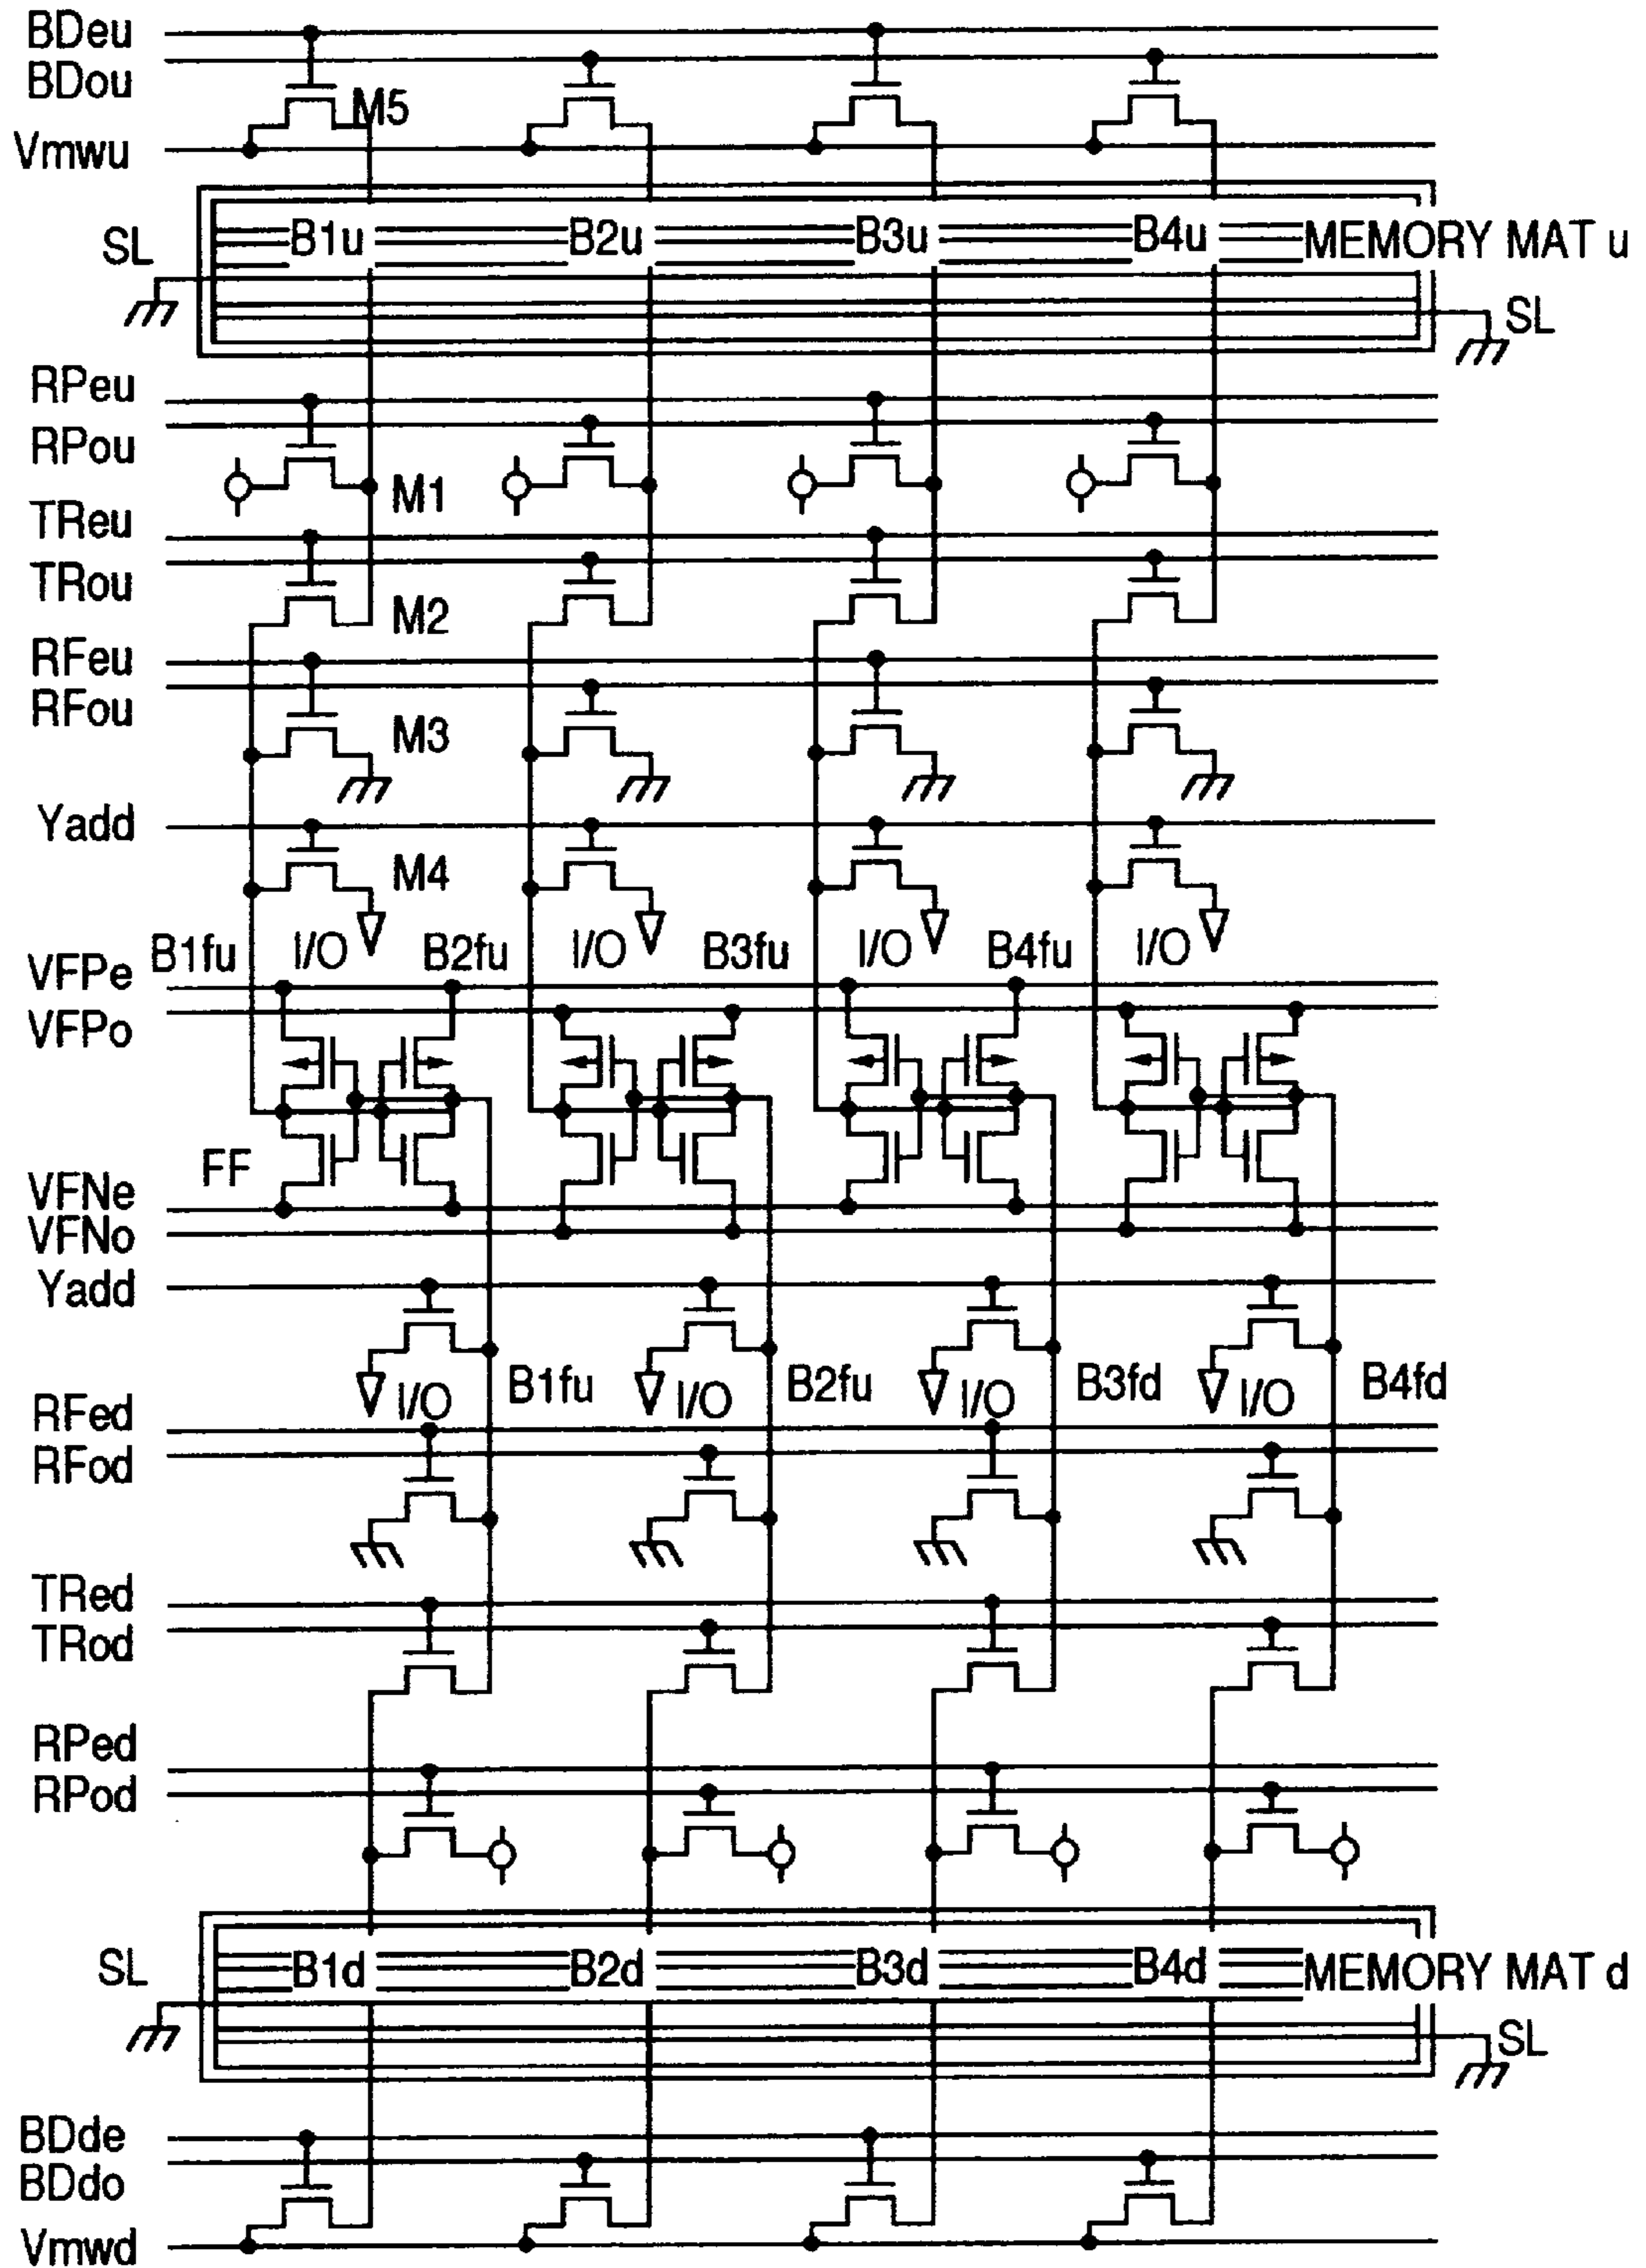 BDeu
BDou
M5
Vmwu
SL B1u B2u B3u B4u MEMORY MAT u
SL
RPeu
RPou
M1
TReu
TRou
M2
RFeu
RFou
M3
Yadd
M4
B1fu I/O B2fu I/O B3fu I/O B4fu I/O
VFPe
VFPo
FF
VFNe
VFNo
Yadd
I/O B1fu I/O B2fu I/O B3fd I/O B4fd
RFed
RFod
TRed
TRod
RPed
RPod
SL B1d B2d B3d B4d MEMORY MAT d
SL
BDde
BDdo
Vmwd